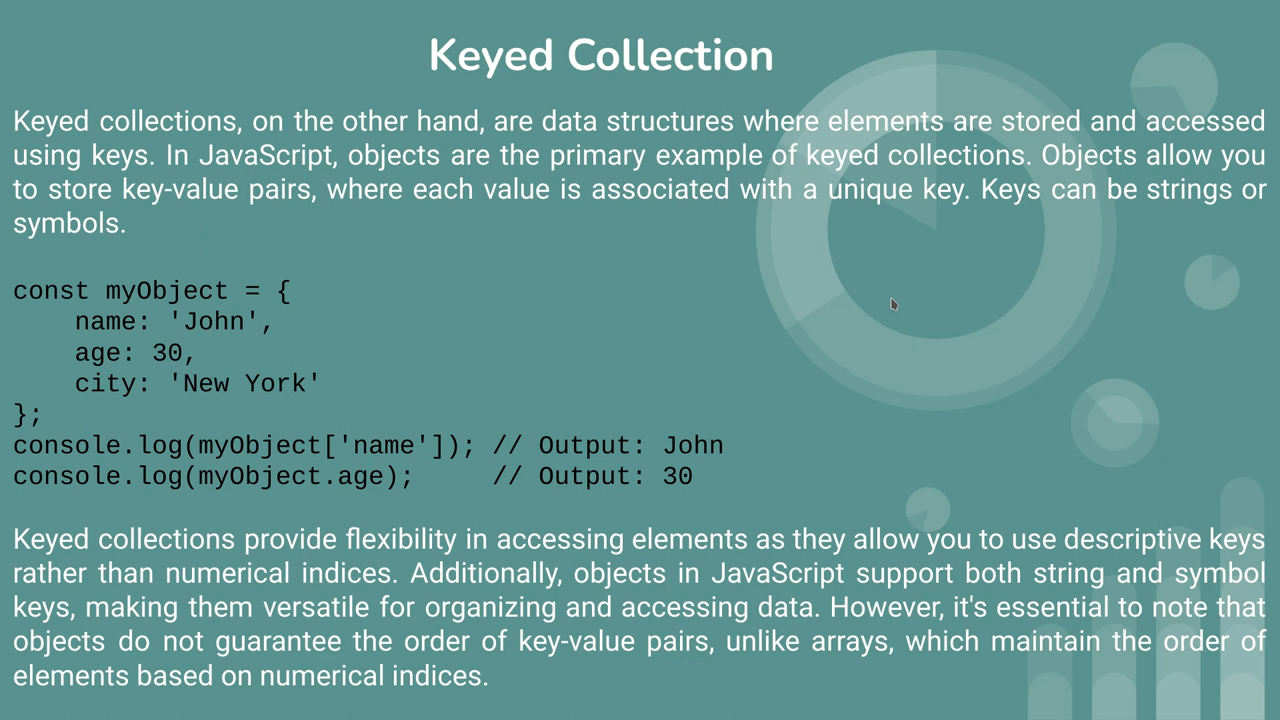 Keyed Collection
Keyed collections, on the other hand, are data structures where elements are stored and accessed
using keys. In JavaScript, objects are the primary example of keyed collections. Objects allow you
to store key-value pairs, where each value is associated with a unique key. Keys can be strings or
symbols.
const myObject = {
    name: 'John',
    age: 30,
    city: 'New York'
};
console.log(myObject['name']); // Output: John
console.log(myObject.age);     // Output: 30
Keyed collections provide flexibility in accessing elements as they allow you to use descriptive keys
rather than numerical indices. Additionally, objects in JavaScript support both string and symbol
keys, making them versatile for organizing and accessing data. However, it's essential to note that
objects do not guarantee the order of key-value pairs, unlike arrays, which maintain the order of
elements based on numerical indices.